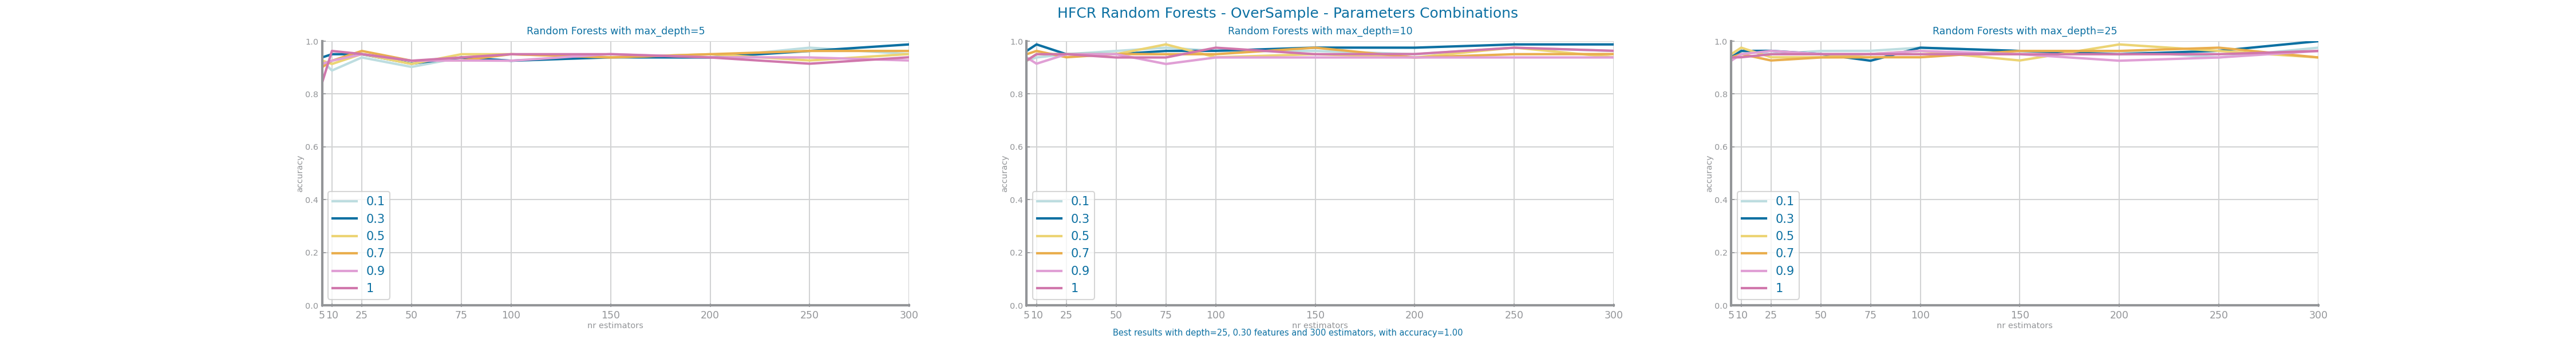 HFCR Random Forests - OverSample - Parameters Combinations
Random Forests with max_depth=5
1.0
0.8
0.6
0.4
0.2
0.0
accuracy
0.1
0.3
0.5
0.7
0.9
1
5 10 25 50 75 100 150 200 250 300
nr estimators
Random Forests with max_depth=10
1.0
0.8
0.6
0.4
0.2
0.0
accuracy
0.1
0.3
0.5
0.7
0.9
1
5 10 25 50 75 100 150 200 250 300
nr estimators
Best results with depth=25, 0.30 features and 300 estimators, with accuracy=1.00
Random Forests with max_depth=25
1.0
0.8
0.6
0.4
0.2
0.0
accuracy
0.1
0.3
0.5
0.7
0.9
1
5 10 25 50 75 100 150 200 250 300
nr estimators